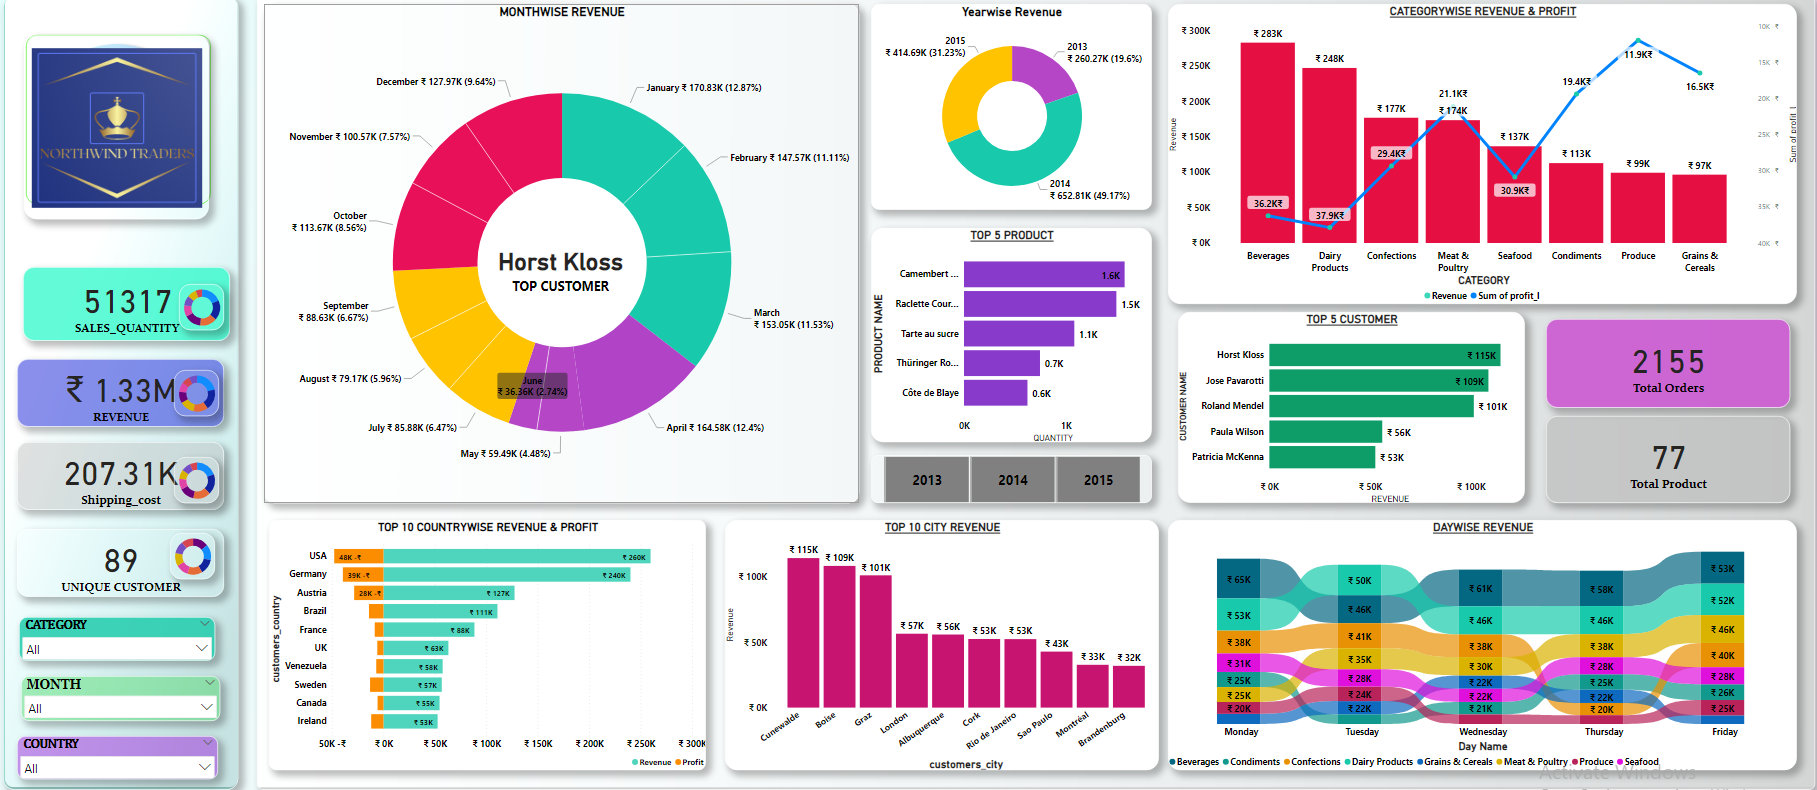 NORTHWIND TRADERS
51317
SALES_QUANTITY
₹ 1.33M
REVENUE
207.31K
Shipping_cost
89
UNIQUE CUSTOMER
CATEGORY
All
MONTH
All
COUNTRY
All
MONTHWISE REVENUE
December ₹ 127.97K (9.64%)
January ₹ 170.83K (12.87%)
November ₹ 100.57K (7.57%)
February ₹ 147.57K (11.11%)
October
₹ 113.67K (8.56%)
Horst Kloss
TOP CUSTOMER
September
₹ 88.63K (6.67%)
March
₹ 153.05K (11.53%)
August ₹ 79.17K (5.96%)
June
₹ 36.36K (2.74%)
July ₹ 85.88K (6.47%)
April ₹ 164.58K (12.4%)
May ₹ 59.49K (4.48%)
Yearwise Revenue
2015
₹ 414.69K (31.23%)
2013
₹ 260.27K (19.6%)
2014
₹ 652.81K (49.17%)
TOP 5 PRODUCT
PRODUCT NAME
Camembert ...
1.6K
Raclette Cour...
1.5K
Tarte au sucre
1.1K
Thüringer Ro...
0.7K
Côte de Blaye
0.6K
0K
1K
QUANTITY
2013
2014
2015
CATEGORYWISE REVENUE & PROFIT
Revenue
₹ 300K
₹ 250K
₹ 200K
₹ 150K
₹ 100K
₹ 50K
₹ 0K
₹ 283K
₹ 248K
₹ 177K
₹ 174K
₹ 137K
₹ 113K
₹ 99K
₹ 97K
36.2K₹
37.9K₹
29.4K₹
21.1K₹
30.9K₹
19.4K₹
11.9K₹
16.5K₹
10K ₹
15K ₹
20K ₹
25K ₹
30K ₹
35K ₹
40K ₹
Sum of profit_l
Beverages
Dairy
Products
Confections
Meat &
Poultry
Seafood
Condiments
Produce
Grains &
Cereals
CATEGORY
Revenue
Sum of profit_l
TOP 5 CUSTOMER
CUSTOMER NAME
Horst Kloss
₹ 115K
Jose Pavarotti
₹ 109K
Roland Mendel
₹ 101K
Paula Wilson
₹ 56K
Patricia McKenna
₹ 53K
₹ 0K
₹ 50K
₹ 100K
REVENUE
2155
Total Orders
77
Total Product
TOP 10 COUNTRYWISE REVENUE & PROFIT
customers_country
USA
48K -₹
₹ 260K
Germany
39K -₹
₹ 240K
Austria
28K -₹
₹ 127K
Brazil
₹ 111K
France
₹ 88K
UK
₹ 63K
Venezuela
₹ 58K
Sweden
₹ 57K
Canada
₹ 55K
Ireland
₹ 53K
50K -₹
₹ 0K
₹ 50K
₹ 100K
₹ 150K
₹ 200K
₹ 250K
₹ 300K
Revenue
Profit
TOP 10 CITY REVENUE
Revenue
₹ 100K
₹ 50K
₹ 0K
₹ 115K
₹ 109K
₹ 101K
₹ 57K
₹ 56K
₹ 53K
₹ 53K
₹ 43K
₹ 33K
₹ 32K
Cunewalde
Boise
Graz
London
Albuquerque
Cork
Rio de Janeiro
Sao Paulo
Montréal
Brandenburg
customers_city
DAYWISE REVENUE
₹ 65K
₹ 53K
₹ 38K
₹ 31K
₹ 25K
₹ 25K
₹ 20K
Monday
₹ 50K
₹ 46K
₹ 41K
₹ 35K
₹ 28K
₹ 24K
₹ 22K
Tuesday
₹ 61K
₹ 46K
₹ 38K
₹ 30K
₹ 22K
₹ 22K
₹ 21K
Wednesday
₹ 58K
₹ 46K
₹ 38K
₹ 28K
₹ 25K
₹ 22K
₹ 20K
Thursday
₹ 53K
₹ 52K
₹ 46K
₹ 40K
₹ 28K
₹ 26K
₹ 25K
Friday
Day Name
Beverages
Condiments
Confections
Dairy Products
Grains & Cereals
Meat & Poultry
Produce
Seafood
Activate Windows